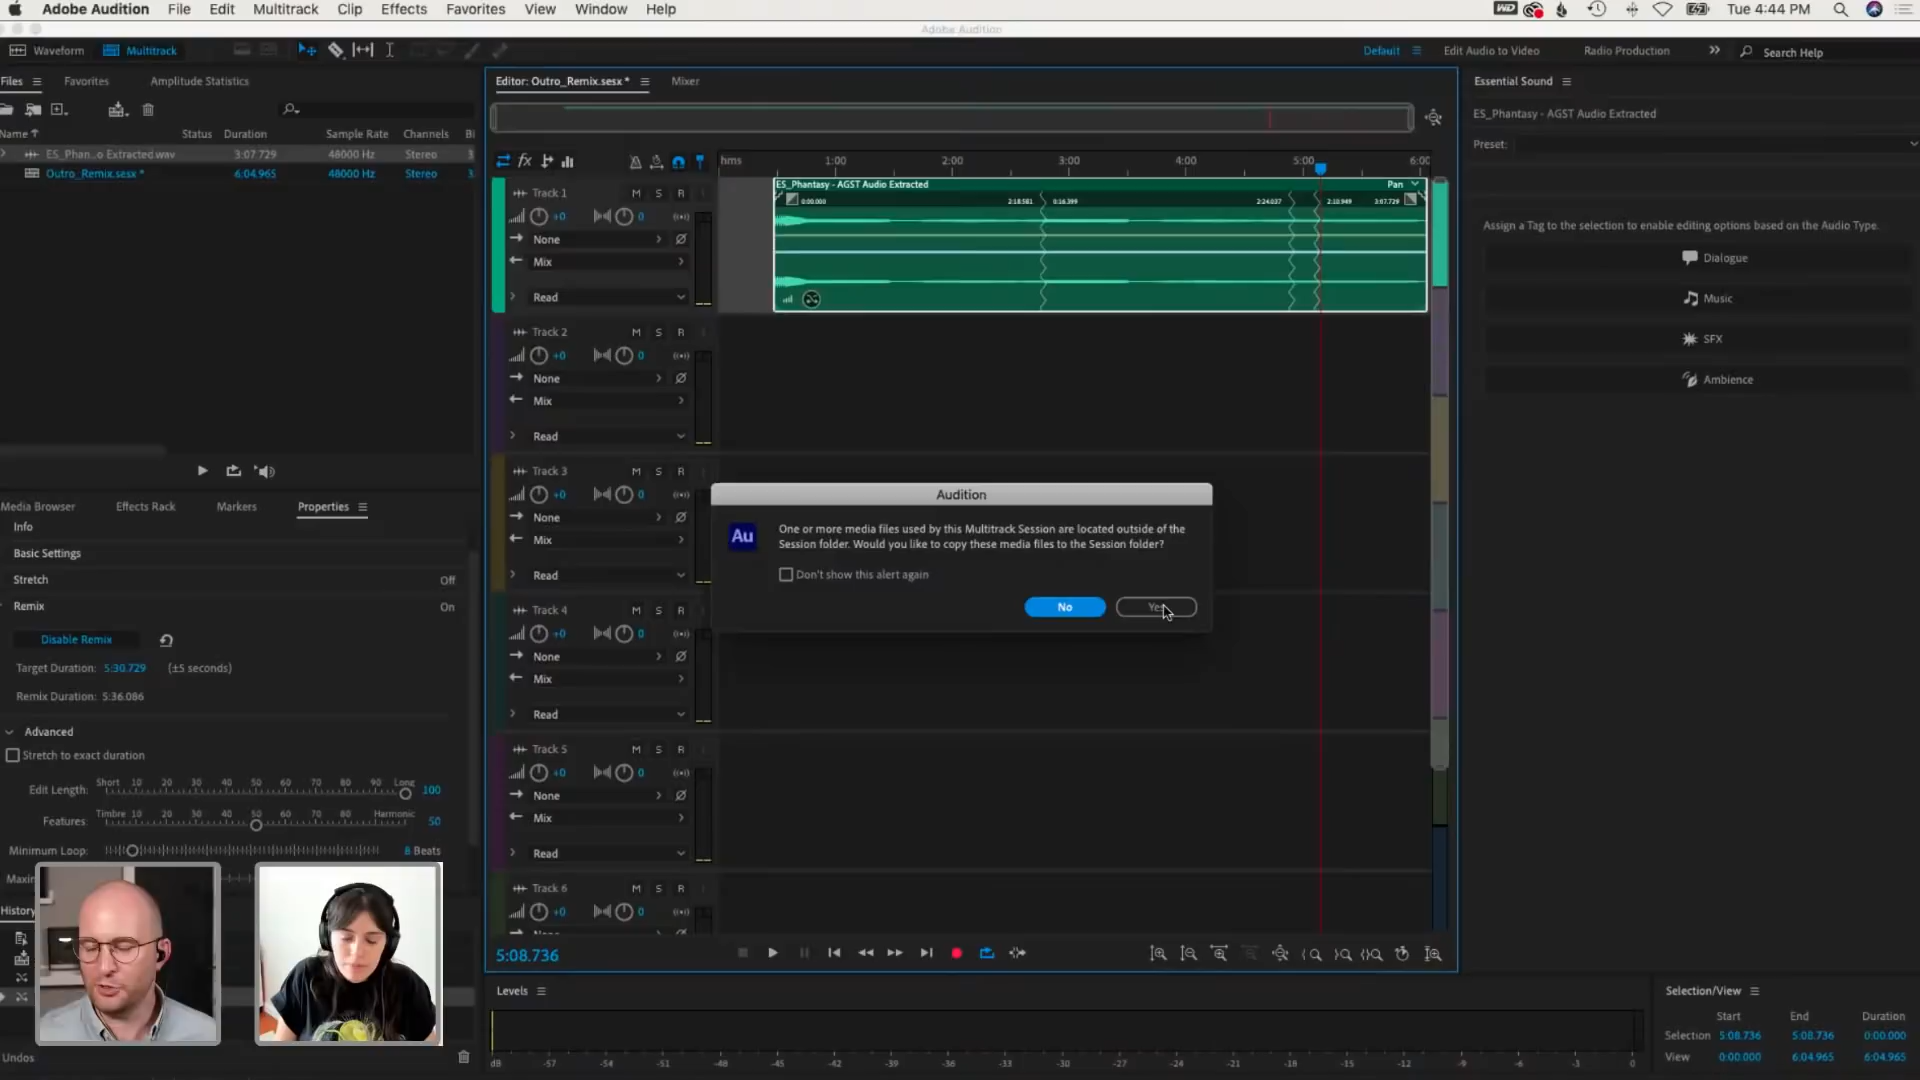 Adobe Audition File Edit Multitrack Clip Effects Favorites View Window Help Tue 4:44 PM
Adobe Audition
Waveform Multitrack Default Edit Audio to Video Radio Production Search Help
Files Favorites Amplitude Statistics
Editor: Outro_Remix.sesx * Mixer
Essential Sound
ES_Phantasy - AGST Audio Extracted
Preset:
Name Status Duration Sample Rate Channels
ES_Phan...o Extracted.wav 3:07.729 48000 Hz Stereo
Outro_Remix.sesx * 6:04.965 48000 Hz Stereo
hms 1:00 2:00 3:00 4:00 5:00 6:00
ES_Phantasy - AGST Audio Extracted Pan
0:00.000 2:18.581 0:16.399 2:24.037 3:07.729
Track 1 M S R
+0 0
None
Mix
Read
Track 2 M S R
+0 0
None
Mix
Read
Track 3 M S R
+0 0
None
Mix
Read
Track 4 M S R
+0 0
None
Mix
Read
Track 5 M S R
+0 0
None
Mix
Read
Track 6 M S R
+0 0
Assign a Tag to the selection to enable editing options based on the Audio Type.
Dialogue
Music
SFX
Ambience
Media Browser Effects Rack Markers Properties
Info
Basic Settings
Stretch Off
Remix On
Disable Remix
Target Duration: 5:30.729 (±5 seconds)
Remix Duration: 5:36.086
Advanced
Stretch to exact duration
Short 10 20 30 40 50 60 70 80 90 Long
Edit Length: 100
Timbre 10 20 30 40 50 60 70 80 Harmonic
Features: 50
Minimum Loop: 8 Beats
History
Undos
Audition
Au
One or more media files used by this Multitrack Session are located outside of the
Session folder. Would you like to copy these media files to the Session folder?
Don't show this alert again
No Yes
5:08.736
Levels
dB -57 -54 -51 -48 -45 -42 -39 -36 -33 -30 -27 -24 -21 -18 -15 -12 -9 -6 -3 0
Selection/View
Start End Duration
Selection 5:08.736 5:08.736 0:00.000
View 0:00.000 6:04.965 6:04.965